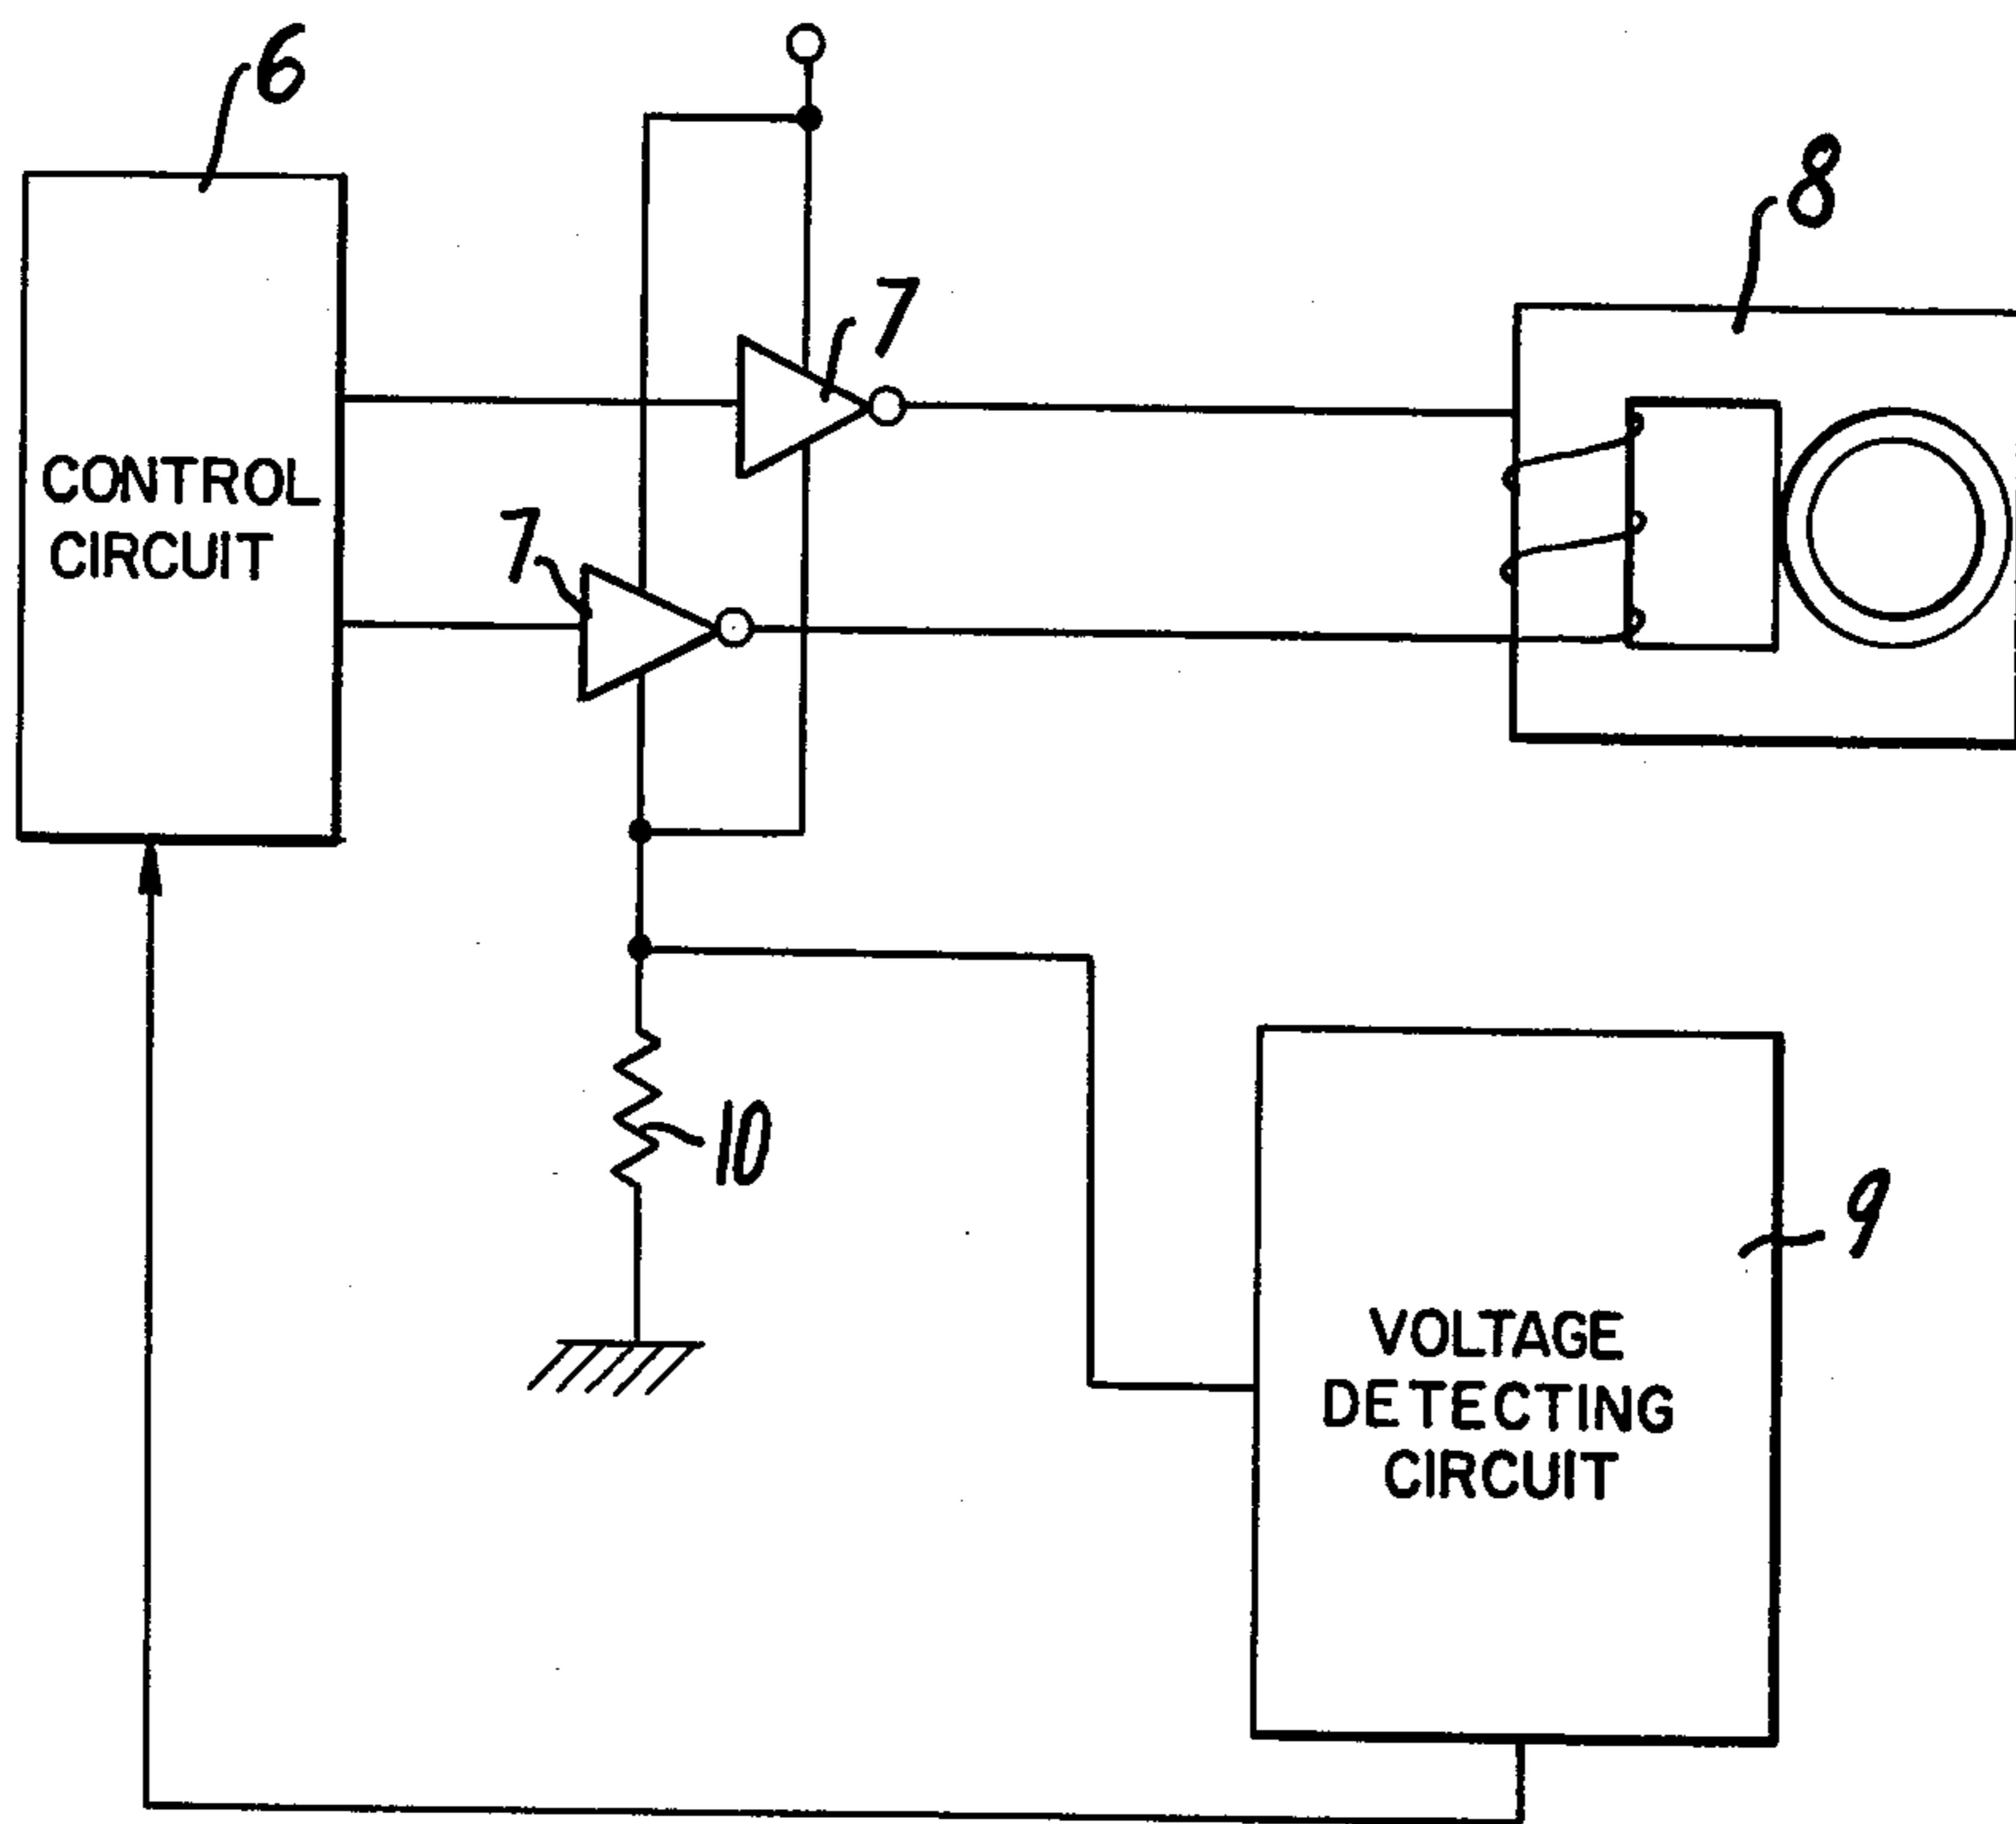 6
8
7
CONTROL
CIRCUIT
7
10
9
VOLTAGE
DETECTING
CIRCUIT